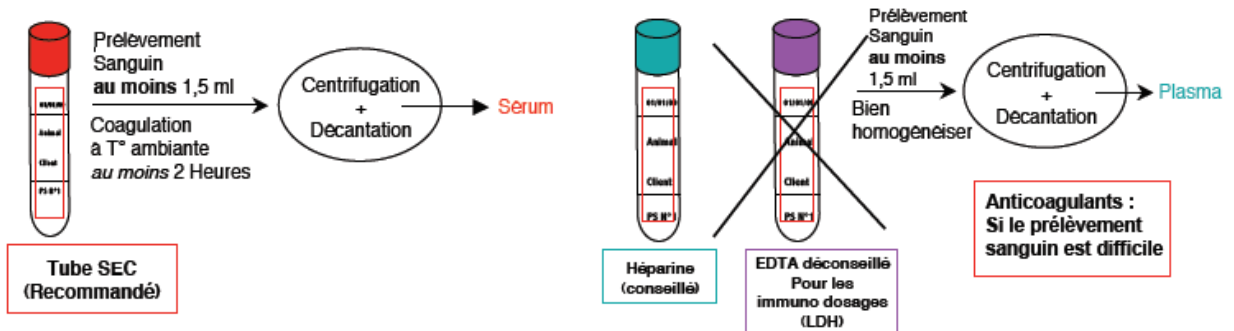 Prélèvement
Sanguin
au moins 1,5 ml
Coagulation
à T° ambiante
au moins 2 Heures
Centrifugation
+
Décantation
Sérum
Animal
Client
PS N°1
Tube SEC
(Recommandé)
01/01/00
Animal
Client
PS N°1
Héparine
(conseillé)
Animal
Client
PS N°1
EDTA déconseillé
Pour les
immuno dosages
(LDH)
Prélèvement
Sanguin
au moins
1,5 ml
Bien
homogénéiser
Centrifugation
+
Décantation
Plasma
Anticoagulants :
Si le prélèvement
sanguin est difficile